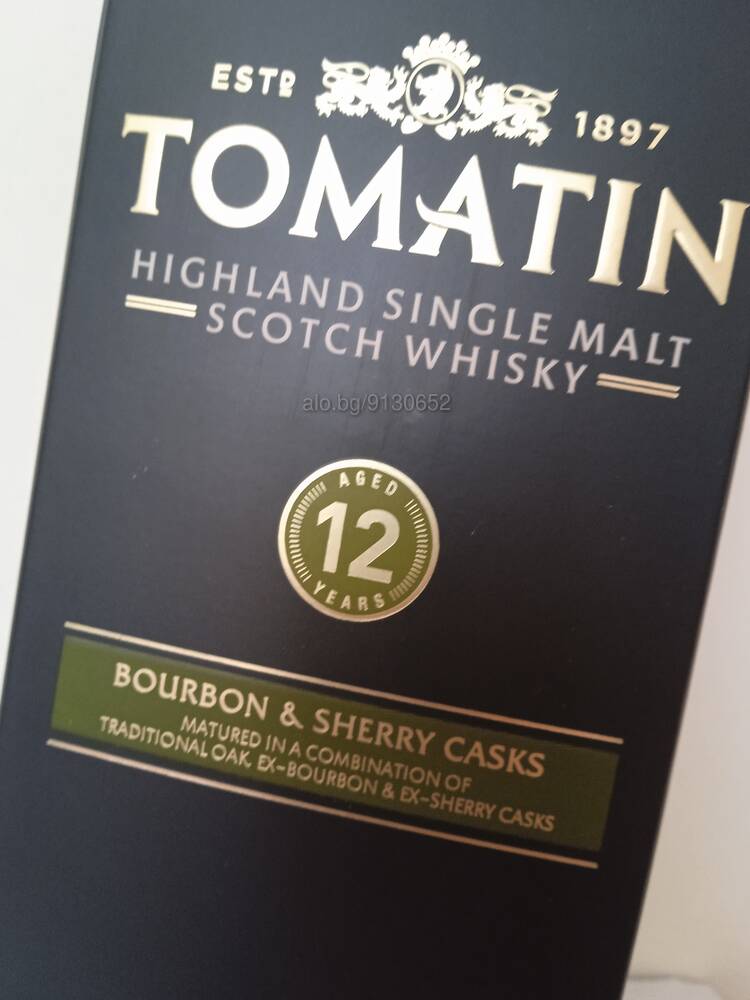 ESTD 1897
TOMATIN
HIGHLAND SINGLE MALT
SCOTCH WHISKY
alo.bg/9130652
AGED
12
YEARS
BOURBON & SHERRY CASKS
MATURED IN A COMBINATION OF
TRADITIONAL OAK, EX-BOURBON & EX-SHERRY CASKS